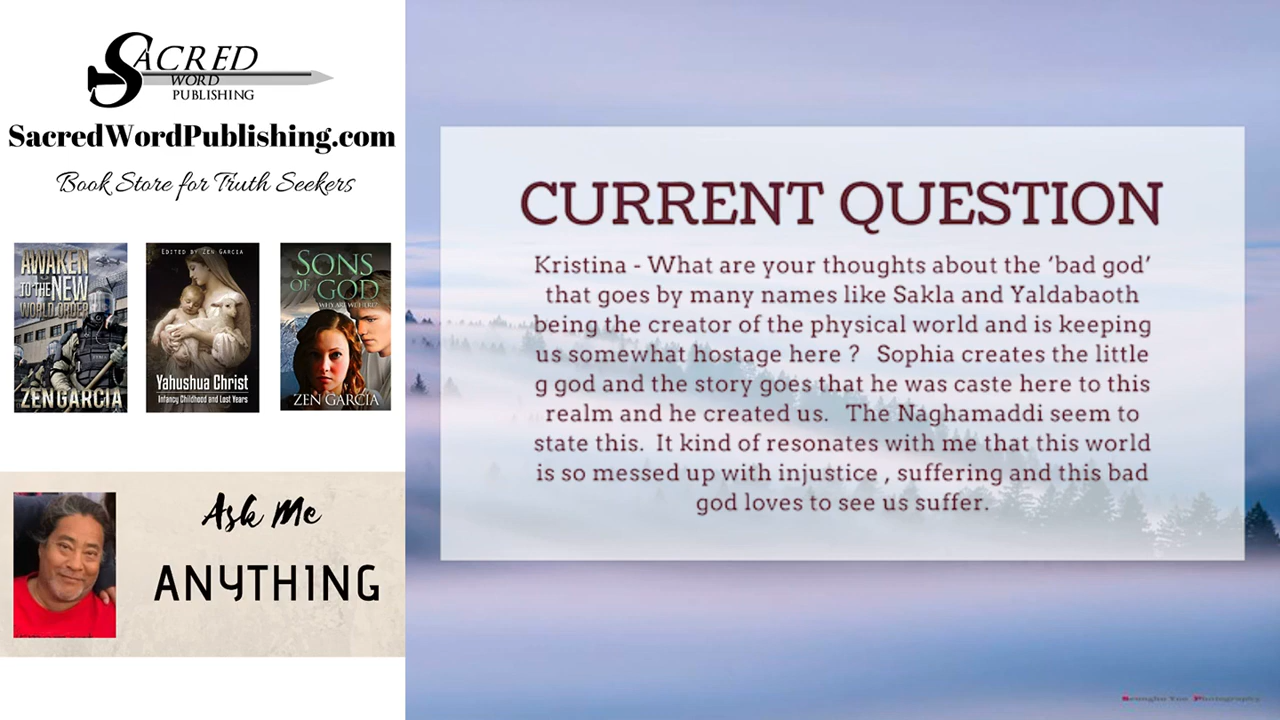 SACRED
WORD
PUBLISHING
SacredWordPublishing.com
Book Store for Truth Seekers
AWAKEN
TO THE NEW
WORLD ORDER
ZEN GARCIA
EDITED BY ZEN GARCIA
Yahushua Christ
Infancy Childhood and Lost Years
SONS
OF GOD
WHY ARE WE HERE?
ZEN GARCIA
Ask Me
ANYTHING
CURRENT QUESTION
Kristina - What are your thoughts about the ‘bad god’
that goes by many names like Sakla and Yaldabaoth
being the creator of the physical world and is keeping
us somewhat hostage here ? Sophia creates the little
g god and the story goes that he was caste here to this
realm and he created us. The Naghamaddi seem to
state this. It kind of resonates with me that this world
is so messed up with injustice , suffering and this bad
god loves to see us suffer.
Photography